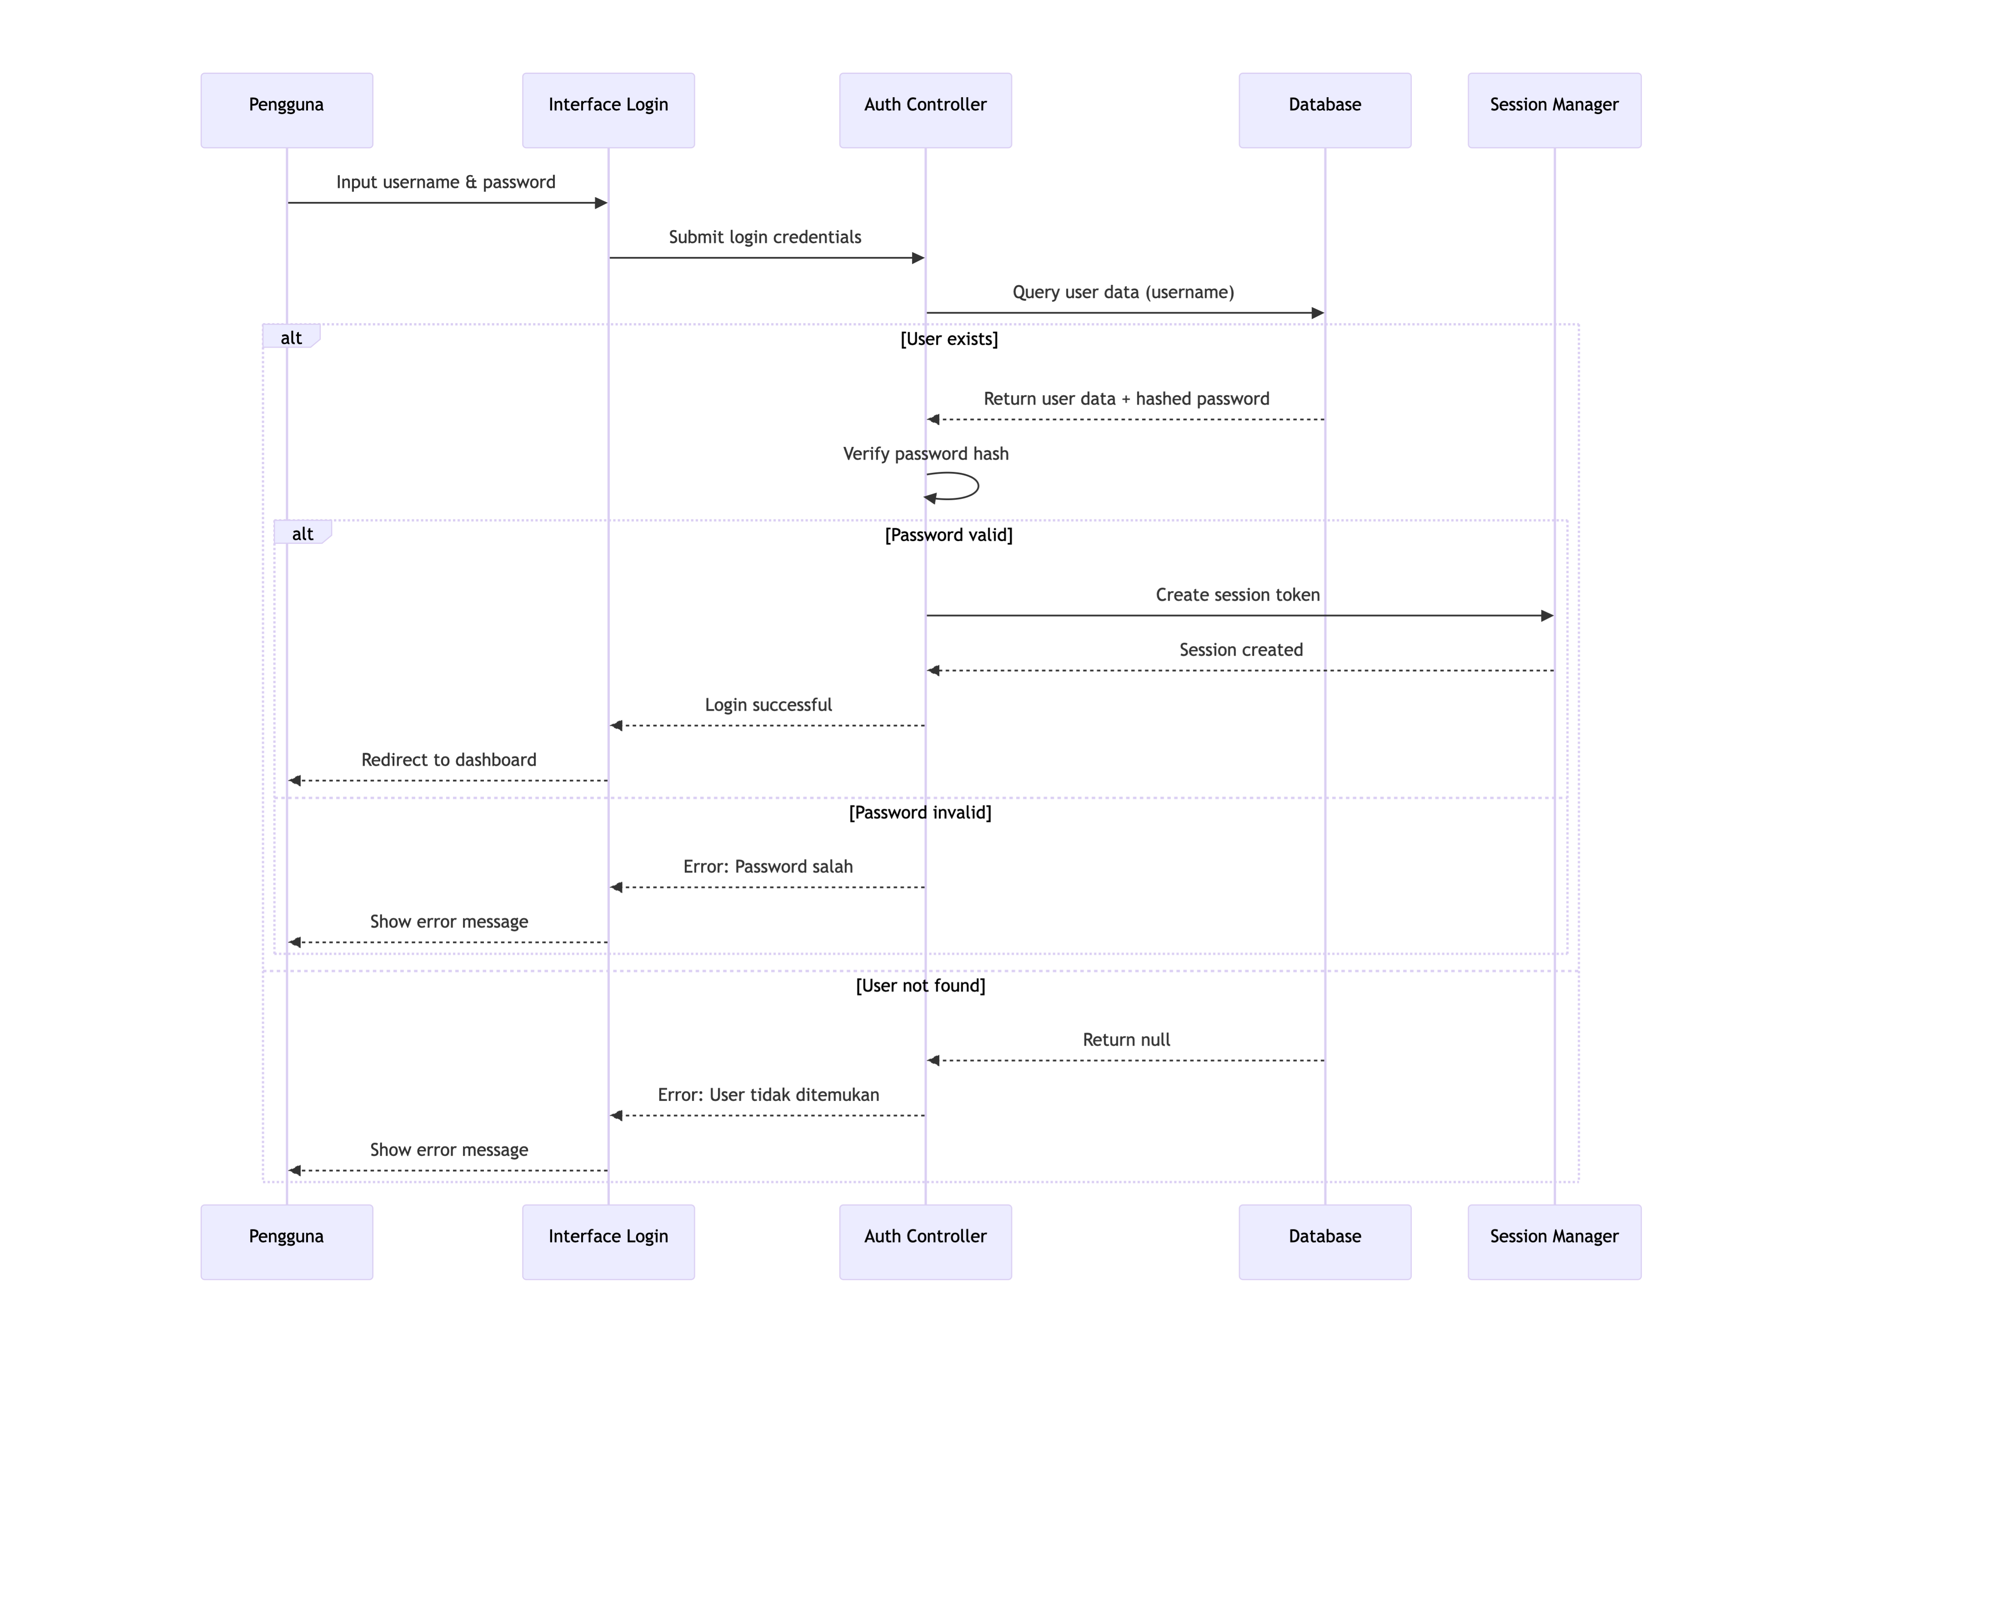 Pengguna
Interface Login
Auth Controller
Database
Session Manager
Input username & password
Submit login credentials
Query user data (username)
alt
[User exists]
Return user data + hashed password
Verify password hash
alt
[Password valid]
Create session token
Session created
Login successful
Redirect to dashboard
[Password invalid]
Error: Password salah
Show error message
[User not found]
Return null
Error: User tidak ditemukan
Show error message
Pengguna
Interface Login
Auth Controller
Database
Session Manager